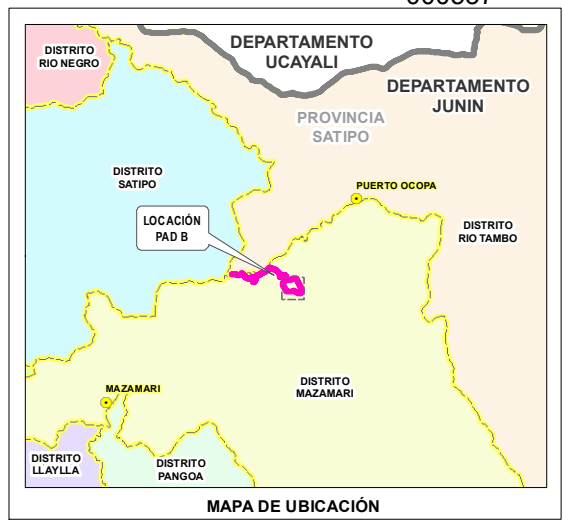 DISTRITO
RIO NEGRO
DEPARTAMENTO
UCAYALI
DEPARTAMENTO
JUNIN
PROVINCIA
SATIPO
DISTRITO
SATIPO
PUERTO OCOPA
LOCACIÓN
PAD B
DISTRITO
RIO TAMBO
MAZAMARI
DISTRITO
MAZAMARI
DISTRITO
LLAYLLA
DISTRITO
PANGOA
MAPA DE UBICACIÓN